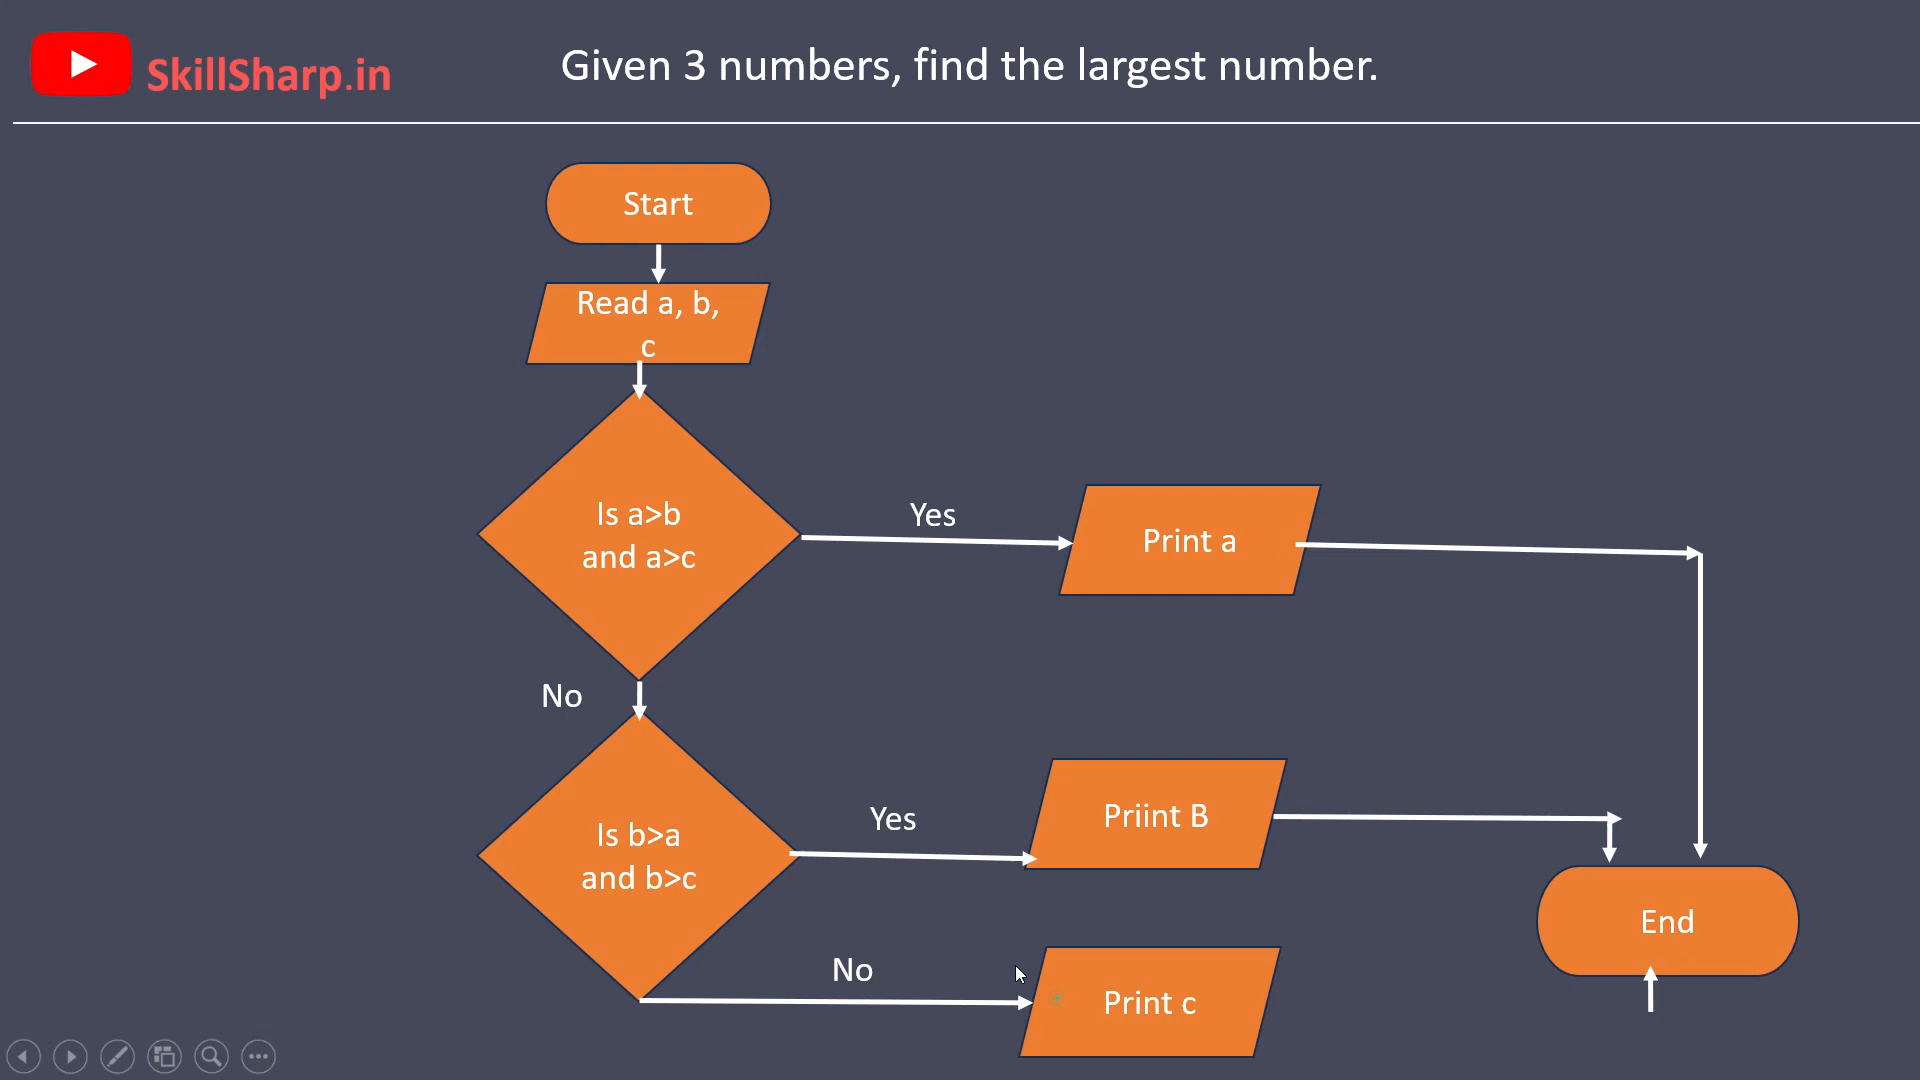 SkillSharp.in
Given 3 numbers, find the largest number.
Start
Read a, b,
c
Is a>b
and a>c
Yes
Print a
No
Is b>a
and b>c
Yes
Priint B
No
Print c
End